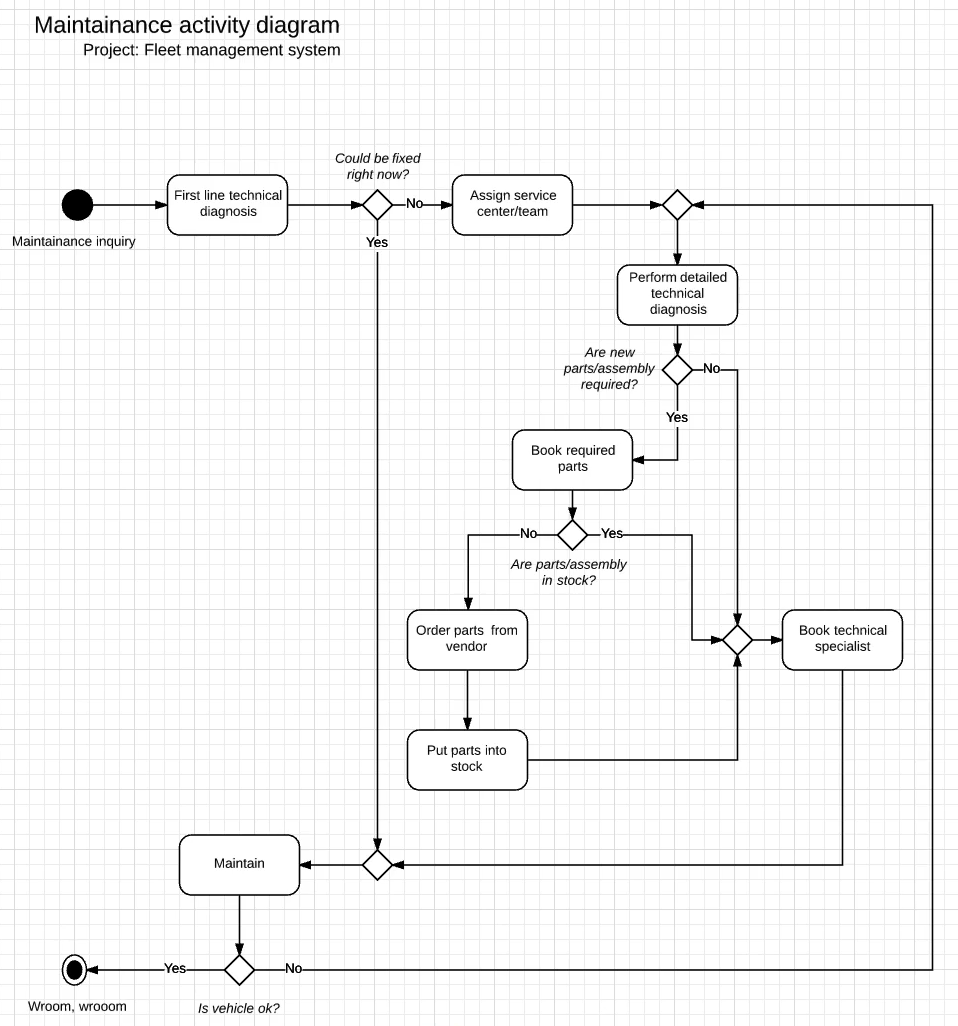 Maintainance activity diagram
Project: Fleet management system
Could be fixed
right now?
First line technical
diagnosis
No
Assign service
center/team
Maintainance inquiry
Yes
Perform detailed
technical
diagnosis
Are new
parts/assembly
required?
No
Yes
Book required
parts
No
Yes
Are parts/assembly
in stock?
Order parts  from
vendor
Book technical
specialist
Put parts into
stock
Maintain
Yes
No
Wroom, wrooom
Is vehicle ok?